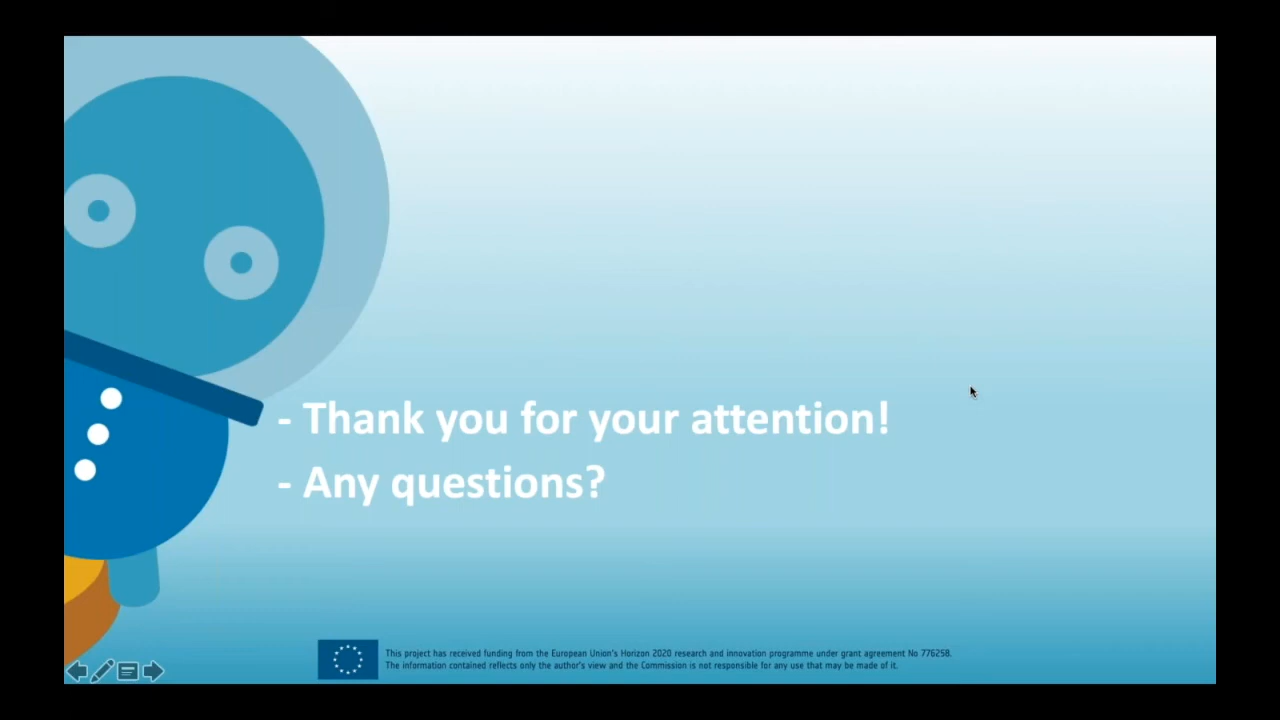 - Thank you for your attention!
- Any questions?
This project has received funding from the European Union's Horizon 2020 research and innovation programme under grant agreement No 776258.
The information contained reflects only the author's view and the Commission is not responsible for any use that may be made of it.